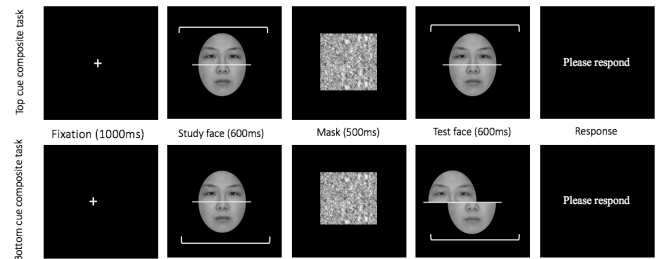 Top cue composite task
Please respond
Fixation (1000ms)
Study face (600ms)
Mask (500ms)
Test face (600ms)
Response
Bottom cue composite task
Please respond